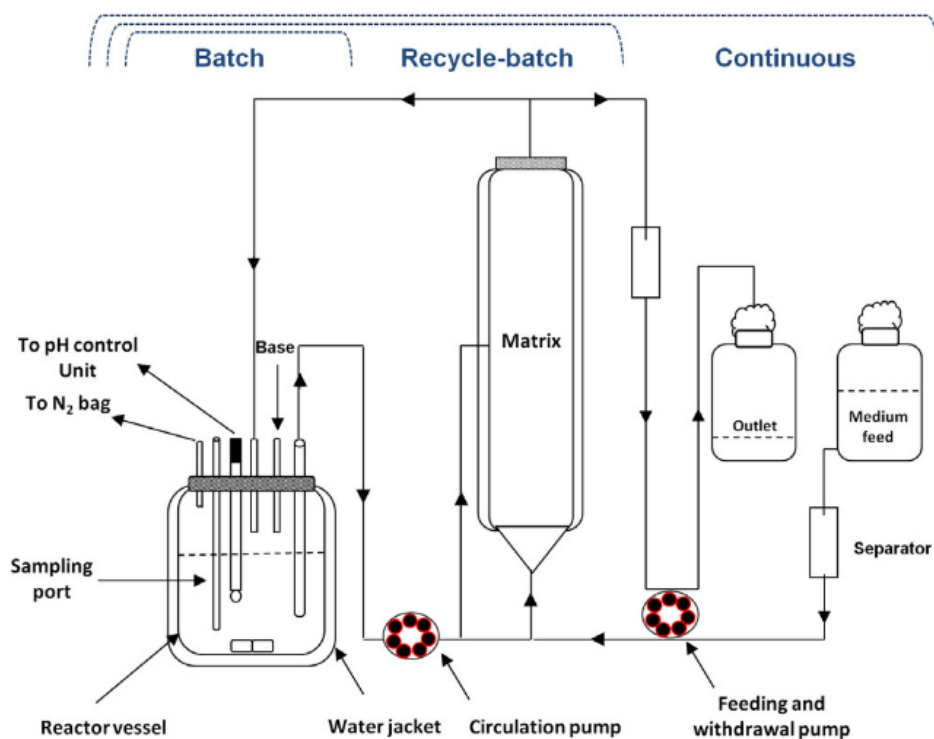 Batch
Recycle-batch
Continuous
To pH control
Unit
To N₂ bag
Base
Matrix
Outlet
Medium
feed
Sampling
port
Separator
Reactor vessel
Water jacket
Circulation pump
Feeding and
withdrawal pump